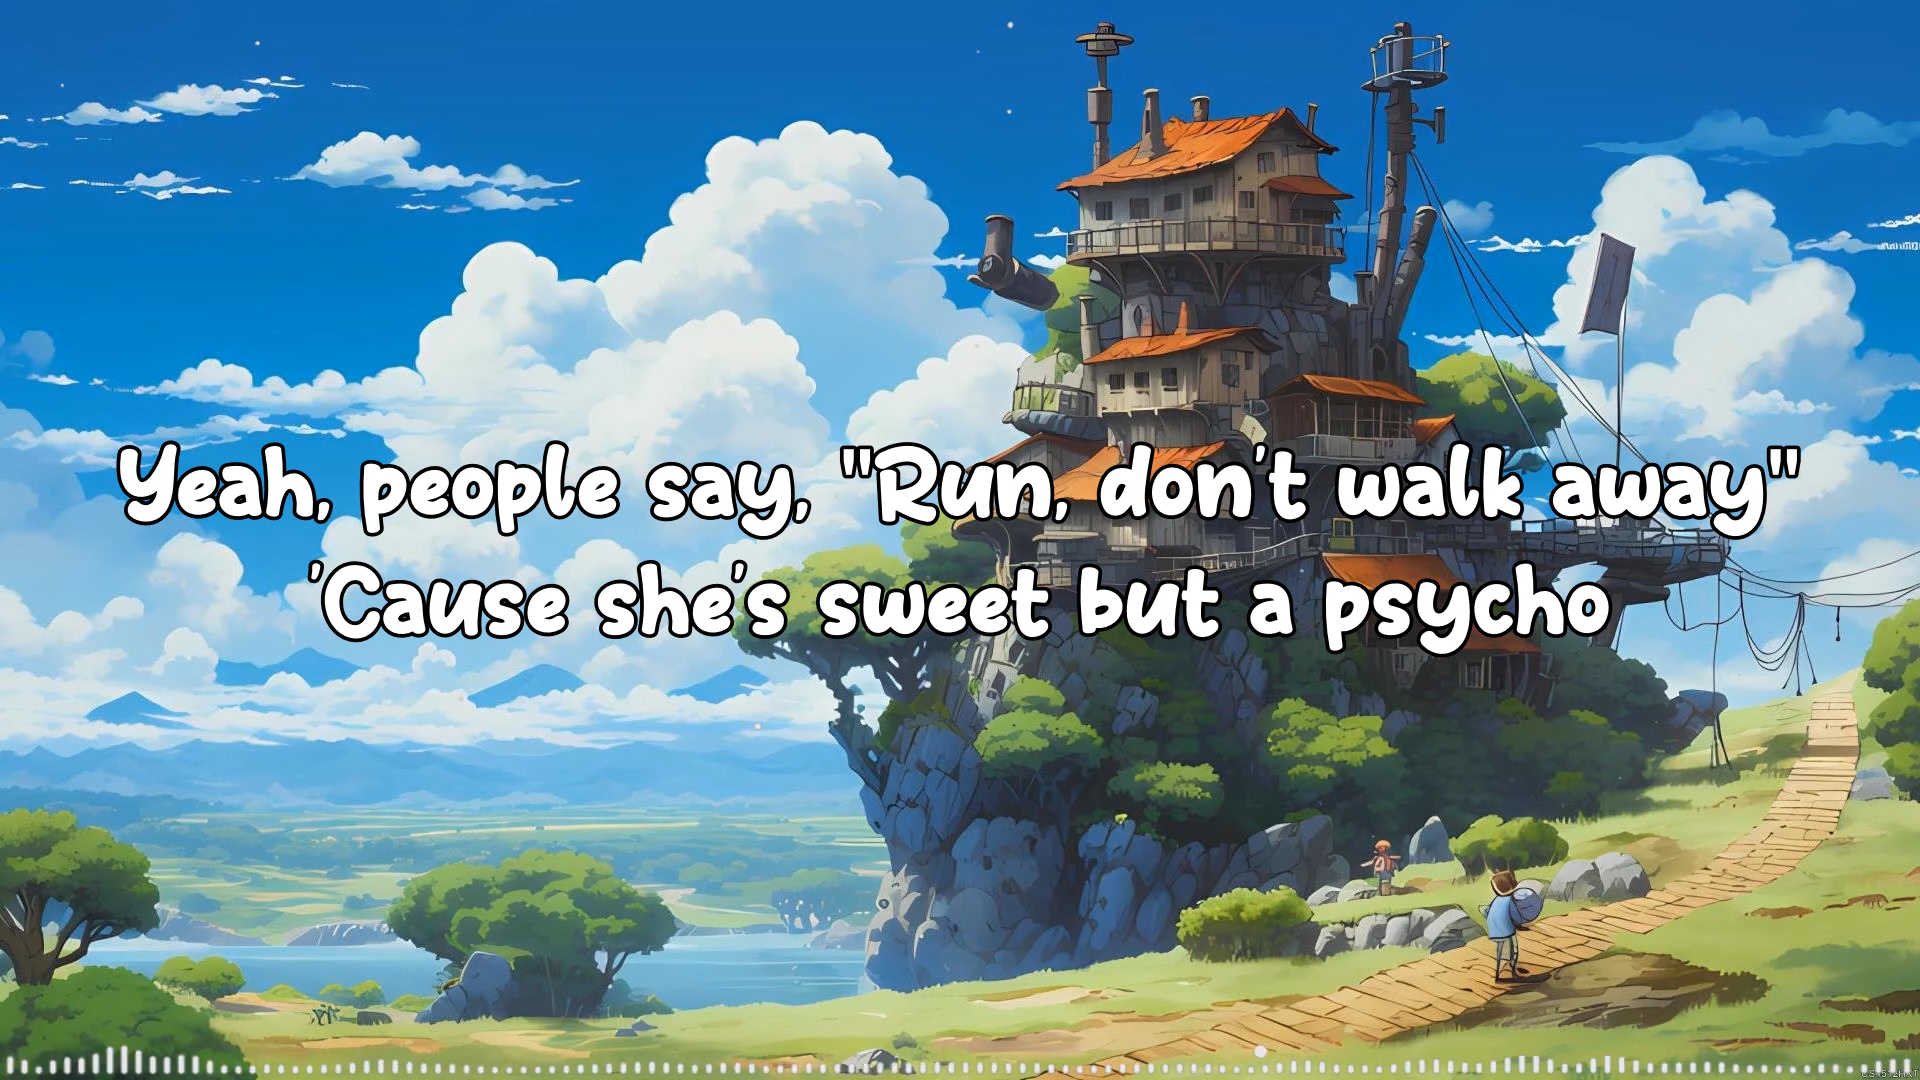 Yeah, people say, "Run, don't walk away"
'Cause she's sweet but a psycho